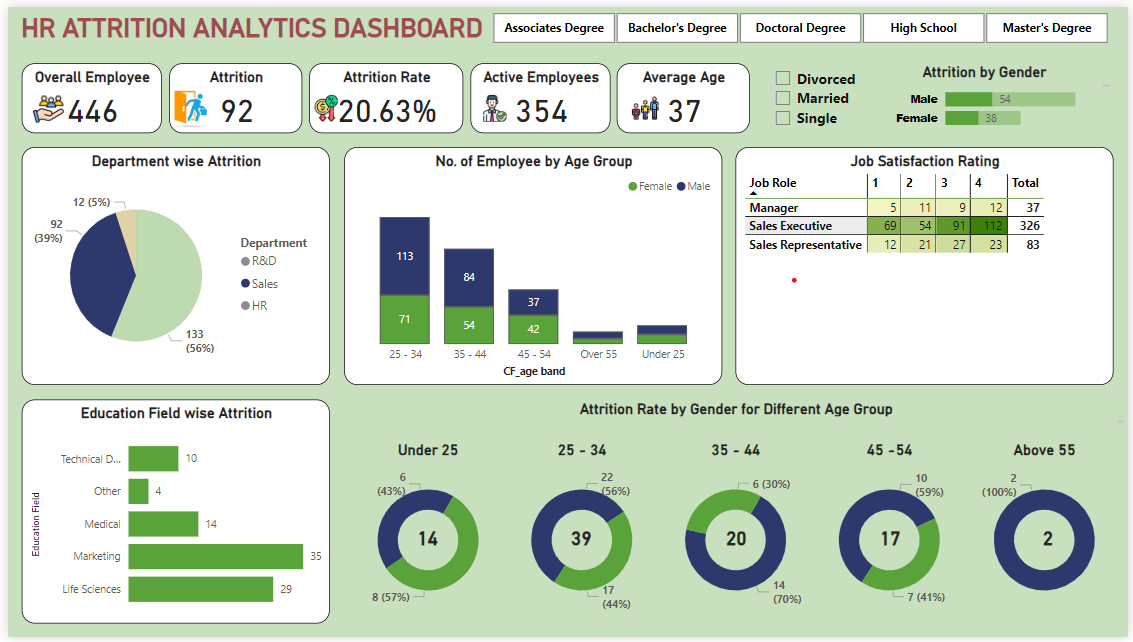 HR ATTRITION ANALYTICS DASHBOARD
Associates Degree
Bachelor's Degree
Doctoral Degree
High School
Master's Degree
Overall Employee
446
Attrition
92
Attrition Rate
20.63%
Active Employees
354
Average Age
37
Divorced
Married
Single
Attrition by Gender
Male 54
Female 38
Department wise Attrition
12 (5%)
92
(39%)
133
(56%)
Department
R&D
Sales
HR
No. of Employee by Age Group
Female Male
113
71
84
54
37
42
25 - 34 35 - 44 45 - 54 Over 55 Under 25
CF_age band
Job Satisfaction Rating
Job Role 1 2 3 4 Total
Manager 5 11 9 12 37
Sales Executive 69 54 91 112 326
Sales Representative 12 21 27 23 83
Education Field wise Attrition
Education Field
Technical D... 10
Other 4
Medical 14
Marketing 35
Life Sciences 29
Attrition Rate by Gender for Different Age Group
Under 25
6
(43%)
14
8 (57%)
25 - 34
22
(56%)
39
17
(44%)
35 - 44
6 (30%)
20
14
(70%)
45 -54
10
(59%)
17
7 (41%)
Above 55
2
(100%)
2